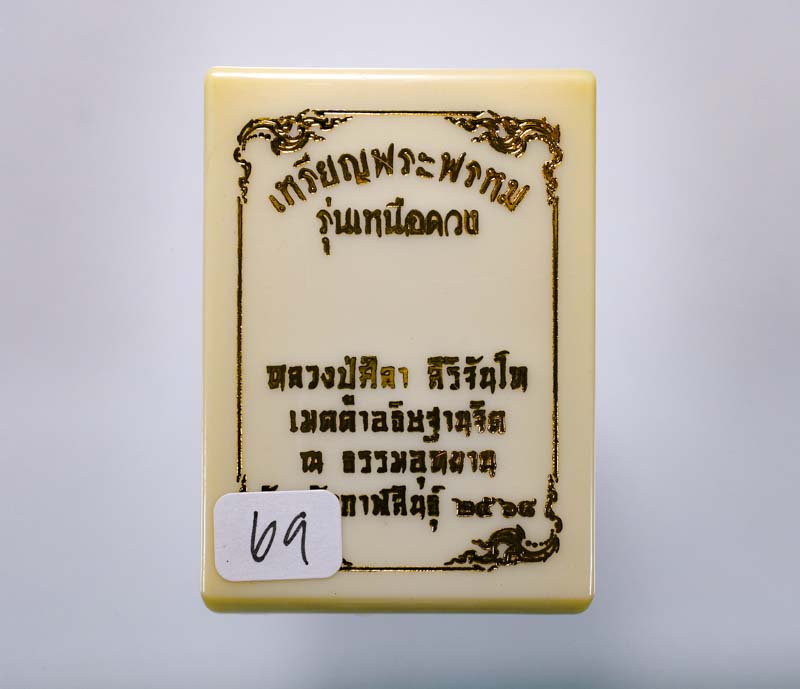 เหรียญพระพรหม
รุ่นเหนือดวง
หลวงปู่ศิลา สิริจันโท
เมตตาอธิษฐานจิต
ณ ธรรมอุทยาน
กาฬสินธุ์ ๒๕๖๘
69